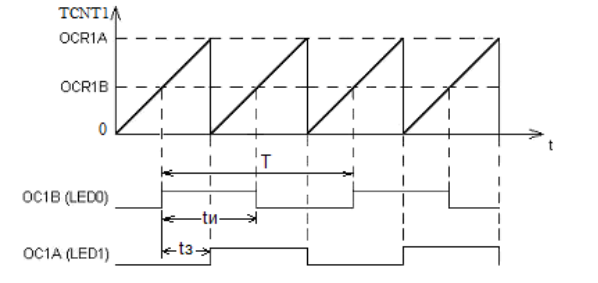 TCNT1
OCR1A
OCR1B
0
t
T
OC1B (LED0)
tи
tз
OC1A (LED1)